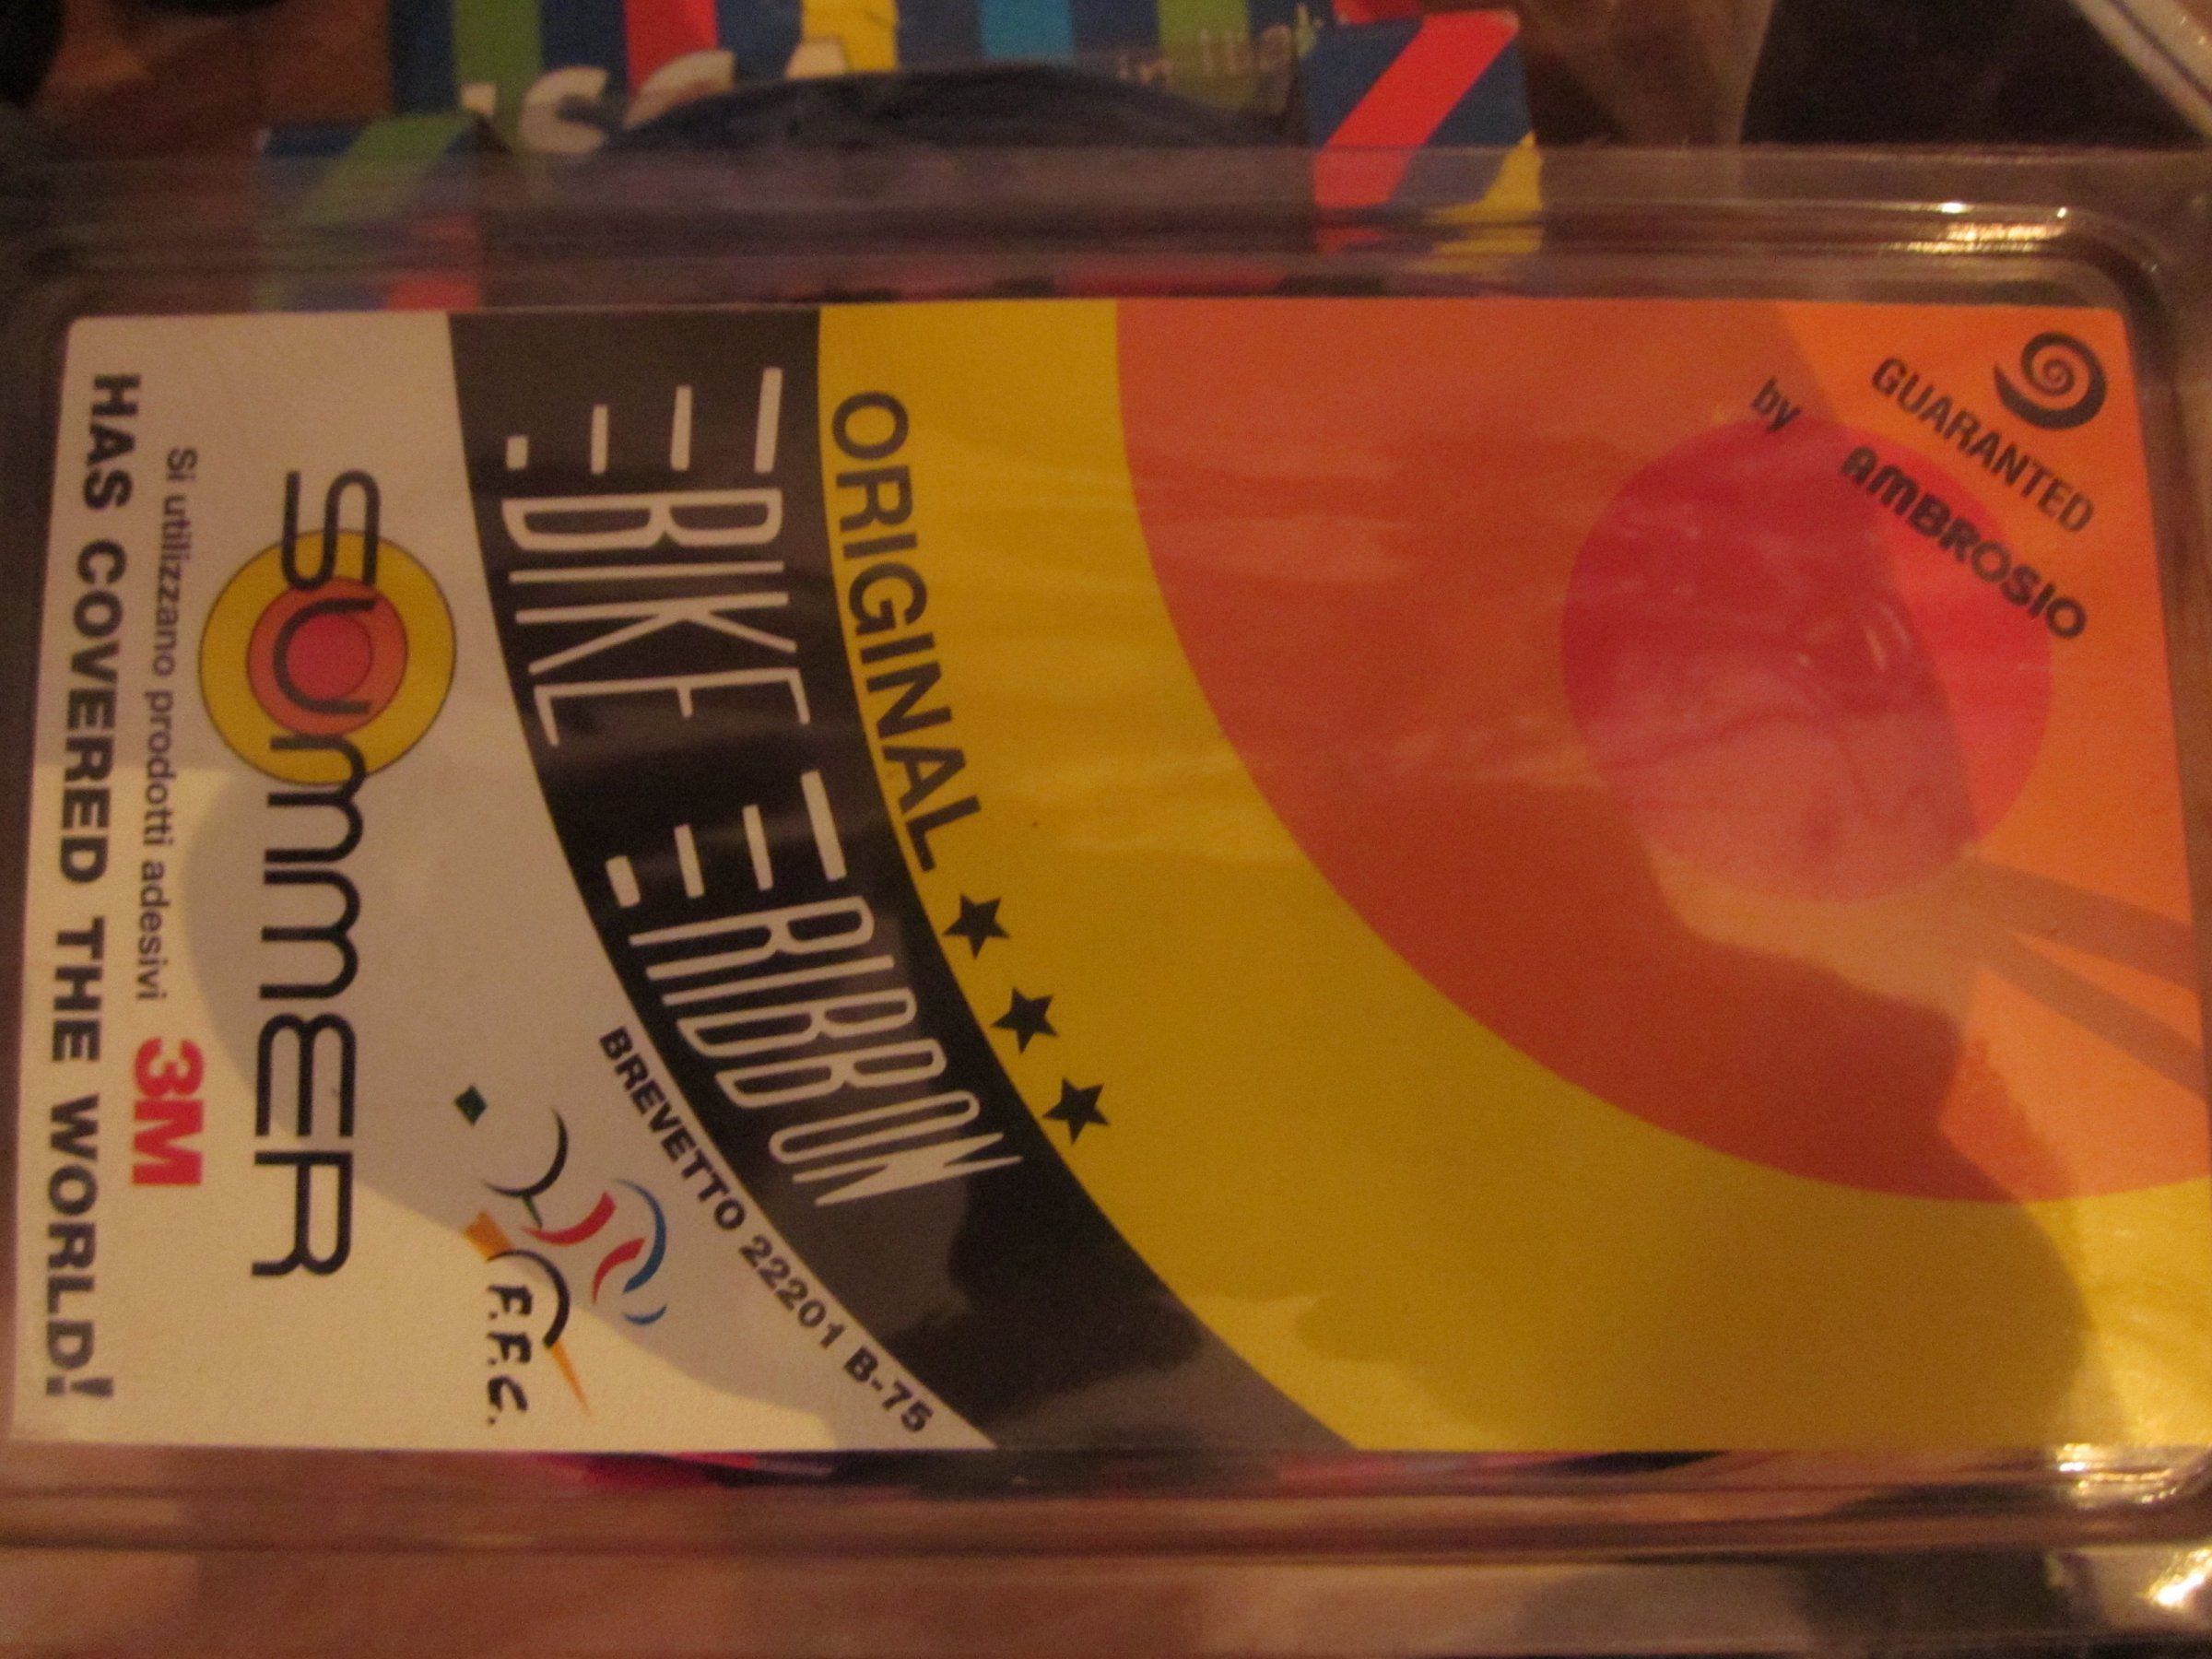 GUARANTED
by AMBROSIO
ORIGINAL ★ ★ ★
BIKE RIBBON
BREVETTO 22201 B-75
F.F.C.
SUMMER
Si utilizzano prodotti adesivi 3M
HAS COVERED THE WORLD!